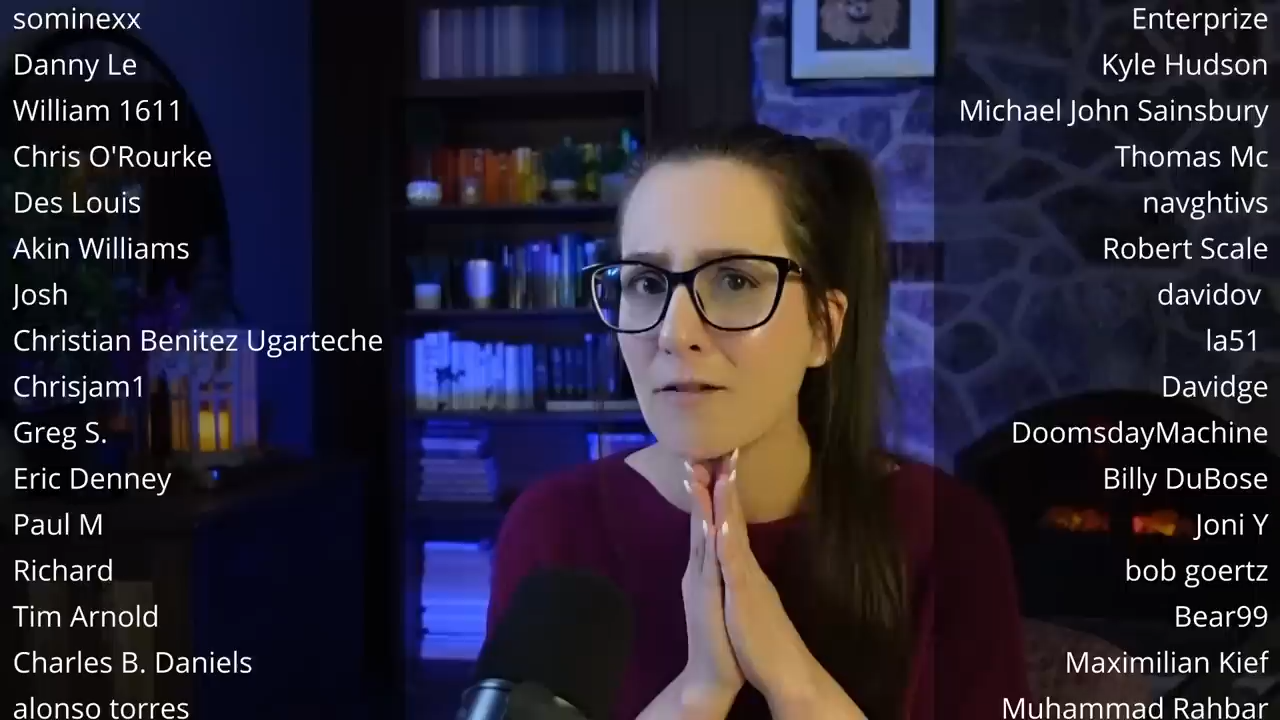 sominexx
Danny Le
William 1611
Chris O'Rourke
Des Louis
Akin Williams
Josh
Christian Benitez Ugarteche
Chrisjam1
Greg S.
Eric Denney
Paul M
Richard
Tim Arnold
Charles B. Daniels
alonso torres
Enterprize
Kyle Hudson
Michael John Sainsbury
Thomas Mc
navghtivs
Robert Scale
davidov
la51
Davidge
DoomsdayMachine
Billy DuBose
Joni Y
bob goertz
Bear99
Maximilian Kief
Muhammad Rahbar